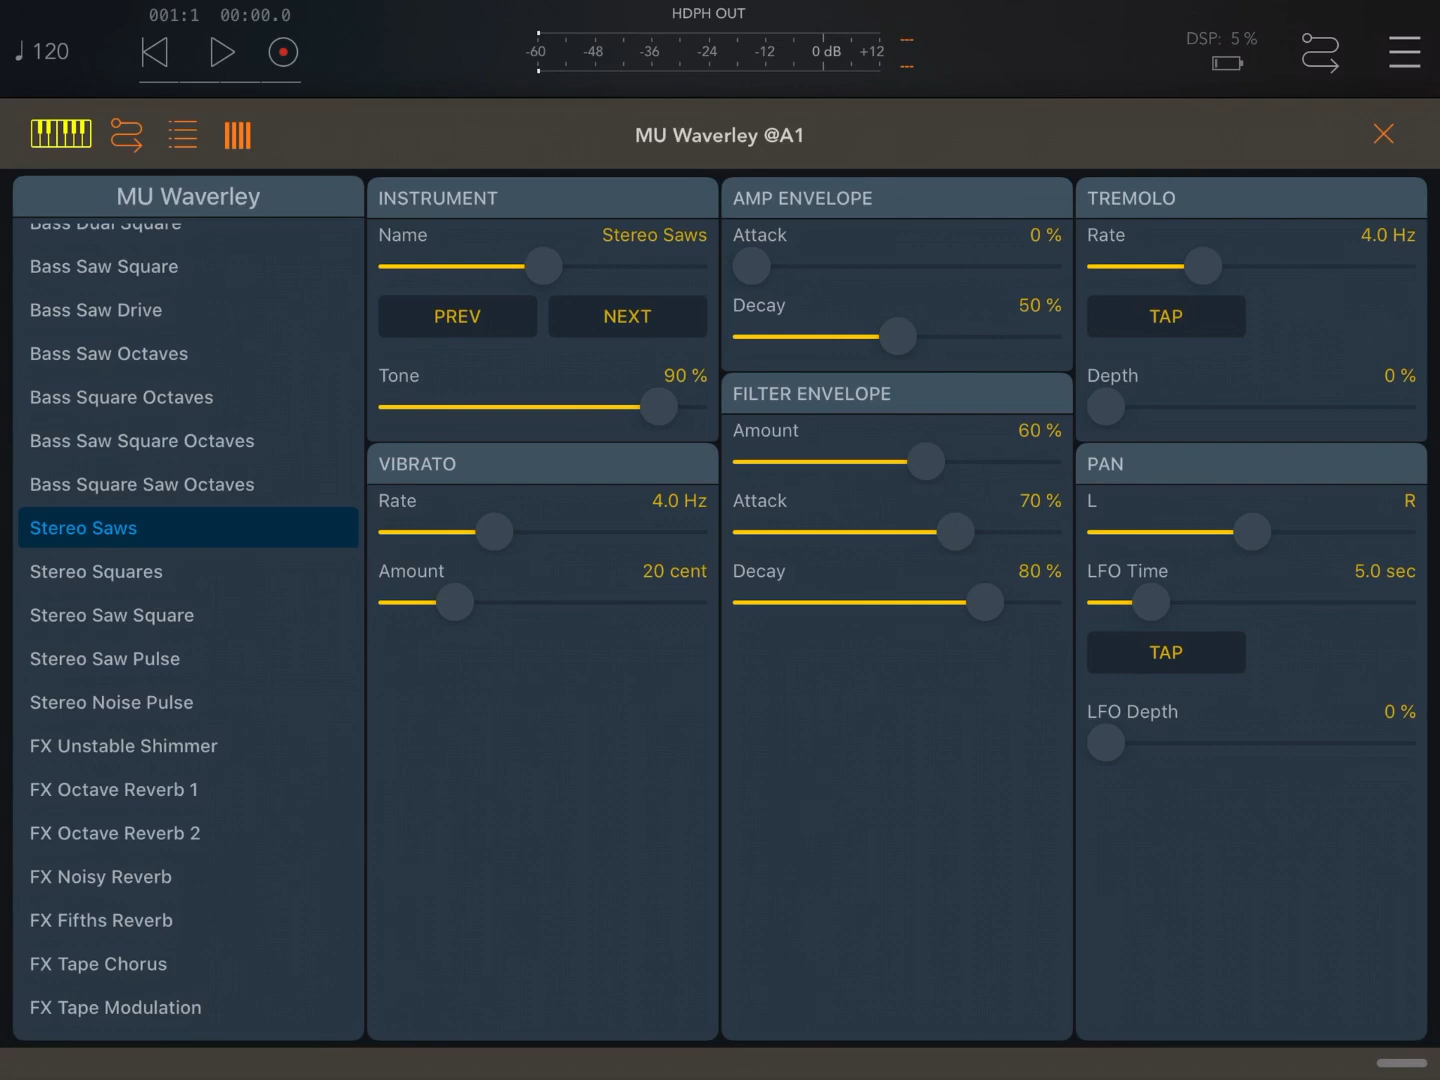 001:1 00:00.0
HDPH OUT
♩ 120
-60 -48 -36 -24 -12 0 dB +12
---
---
DSP: 5 %
MU Waverley @A1
MU Waverley
Bass Dual Square
Bass Saw Square
Bass Saw Drive
Bass Saw Octaves
Bass Square Octaves
Bass Saw Square Octaves
Bass Square Saw Octaves
Stereo Saws
Stereo Squares
Stereo Saw Square
Stereo Saw Pulse
Stereo Noise Pulse
FX Unstable Shimmer
FX Octave Reverb 1
FX Octave Reverb 2
FX Noisy Reverb
FX Fifths Reverb
FX Tape Chorus
FX Tape Modulation
INSTRUMENT
Name Stereo Saws
PREV NEXT
Tone 90 %
VIBRATO
Rate 4.0 Hz
Amount 20 cent
AMP ENVELOPE
Attack 0 %
Decay 50 %
FILTER ENVELOPE
Amount 60 %
Attack 70 %
Decay 80 %
TREMOLO
Rate 4.0 Hz
TAP
Depth 0 %
PAN
L R
LFO Time 5.0 sec
TAP
LFO Depth 0 %